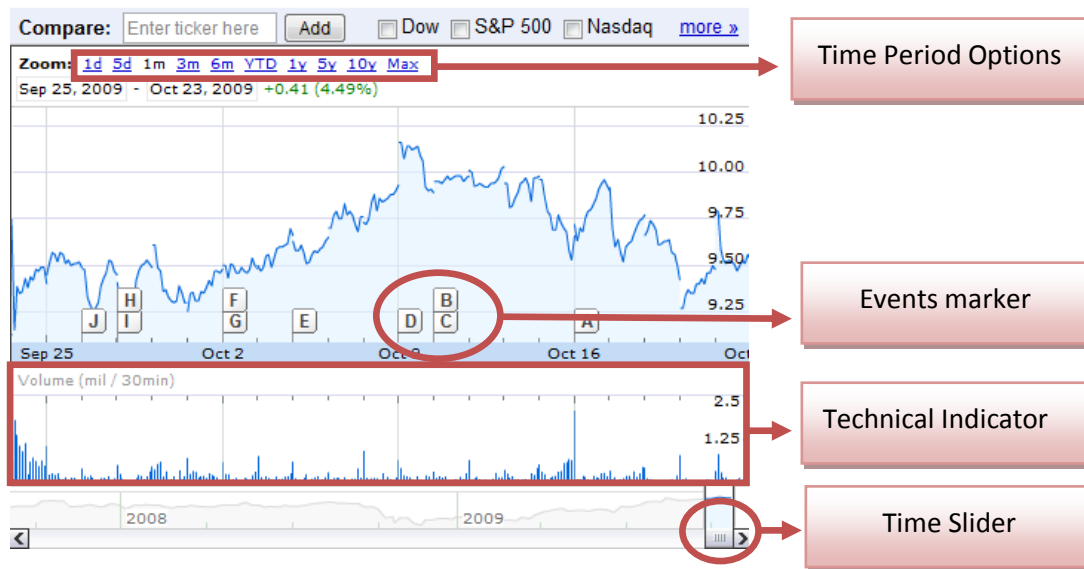 Compare: Enter ticker here Add Dow S&P 500 Nasdaq more »
Time Period Options
Zoom: 1d 5d 1m 3m 6m YTD 1y 5y 10y Max
Sep 25, 2009 - Oct 23, 2009 +0.41 (4.49%)
10.25
10.00
9.75
9.50
9.25
H F B
J I G E D C A
Events marker
Sep 25 Oct 2 Oct 9 Oct 16 Oct
Volume (mil / 30min)
2.5
1.25
Technical Indicator
2008 2009
Time Slider